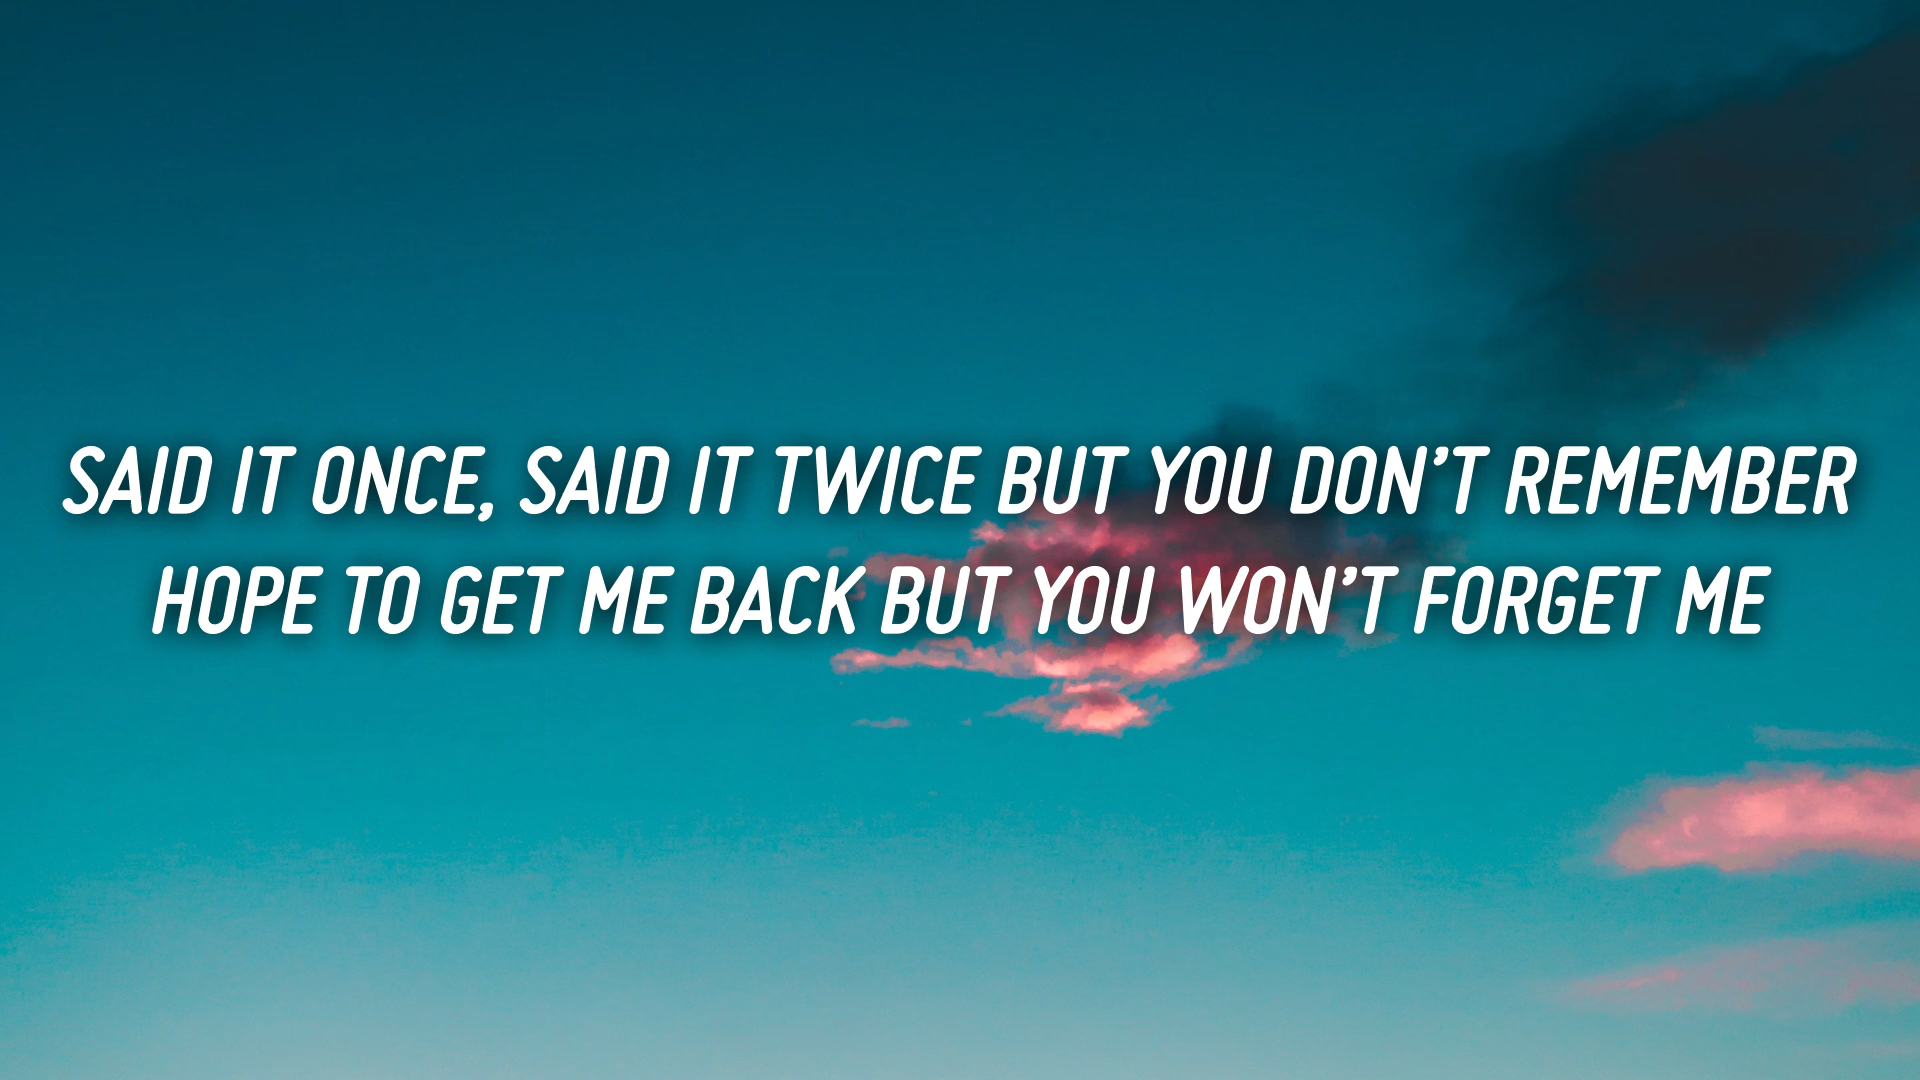 SAID IT ONCE, SAID IT TWICE BUT YOU DON’T REMEMBER
HOPE TO GET ME BACK BUT YOU WON’T FORGET ME